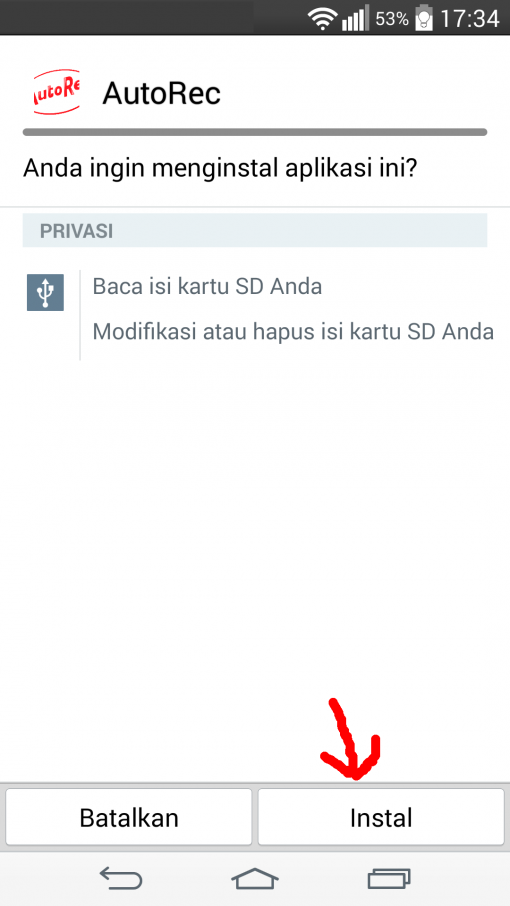 53% 17:34
AutoRec
AutoRec
Anda ingin menginstal aplikasi ini?
PRIVASI
Baca isi kartu SD Anda
Modifikasi atau hapus isi kartu SD Anda
Batalkan
Instal